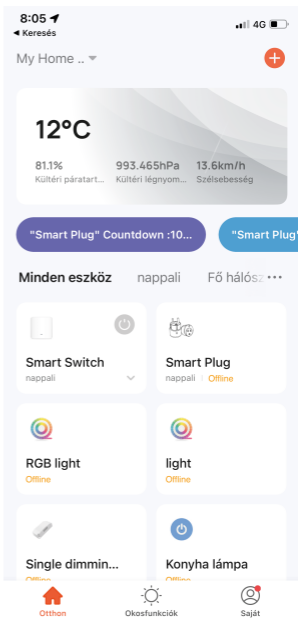 8:05
4G
◀ Keresés
My Home ..
12°C
81.1% 993.465hPa 13.6km/h
Kültéri páratart... Kültéri légnyom... Szélsebesség
"Smart Plug" Countdown :10... "Smart Plug"
Minden eszköz nappali Fő hálósz ···
Smart Switch Smart Plug
nappali nappali | Offline
RGB light light
Offline Offline
Single dimmin... Konyha lámpa
Offline Offline
Otthon Okosfunkciók Saját